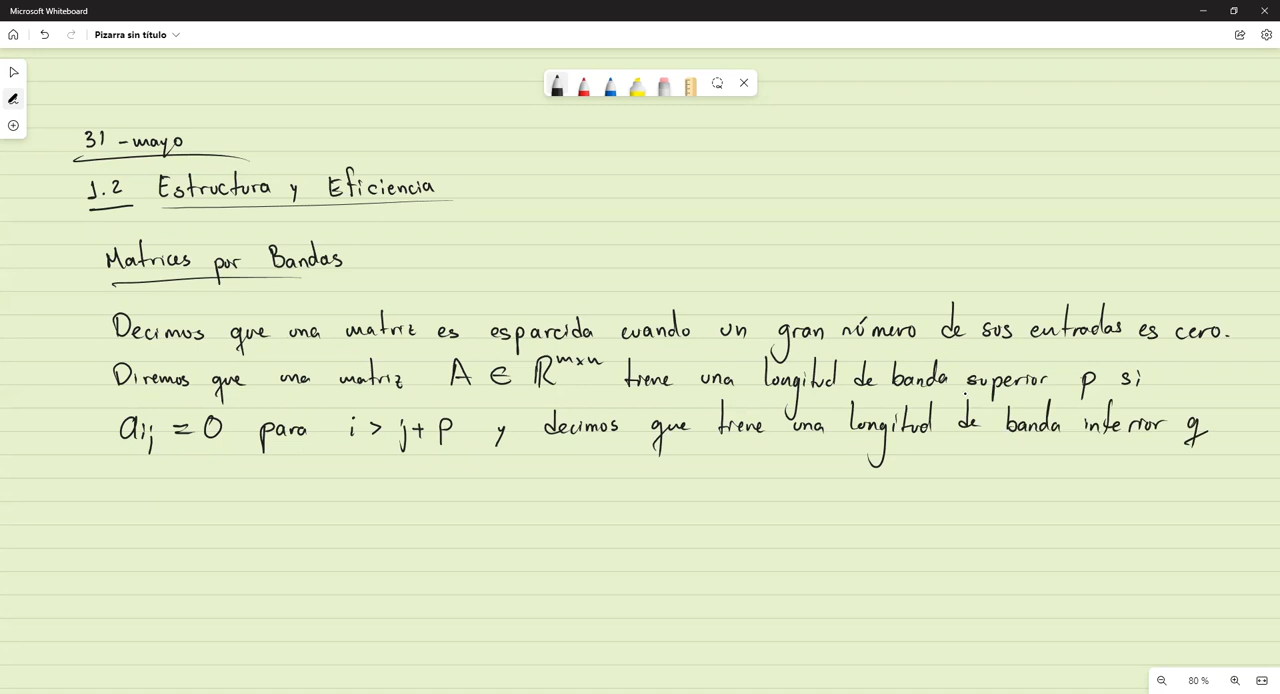 Microsoft Whiteboard
Pizarra sin título
31 - mayo
1.2 Estructura y Eficiencia
Matrices por Bandas
Decimos que una matriz es esparcida cuando un gran número de sus entradas es cero.
Diremos que una matriz A ∈ ℝ^{m×n} tiene una longitud de banda superior p si
a_{ij} = 0 para i > j + p y decimos que tiene una longitud de banda inferior q
80 %